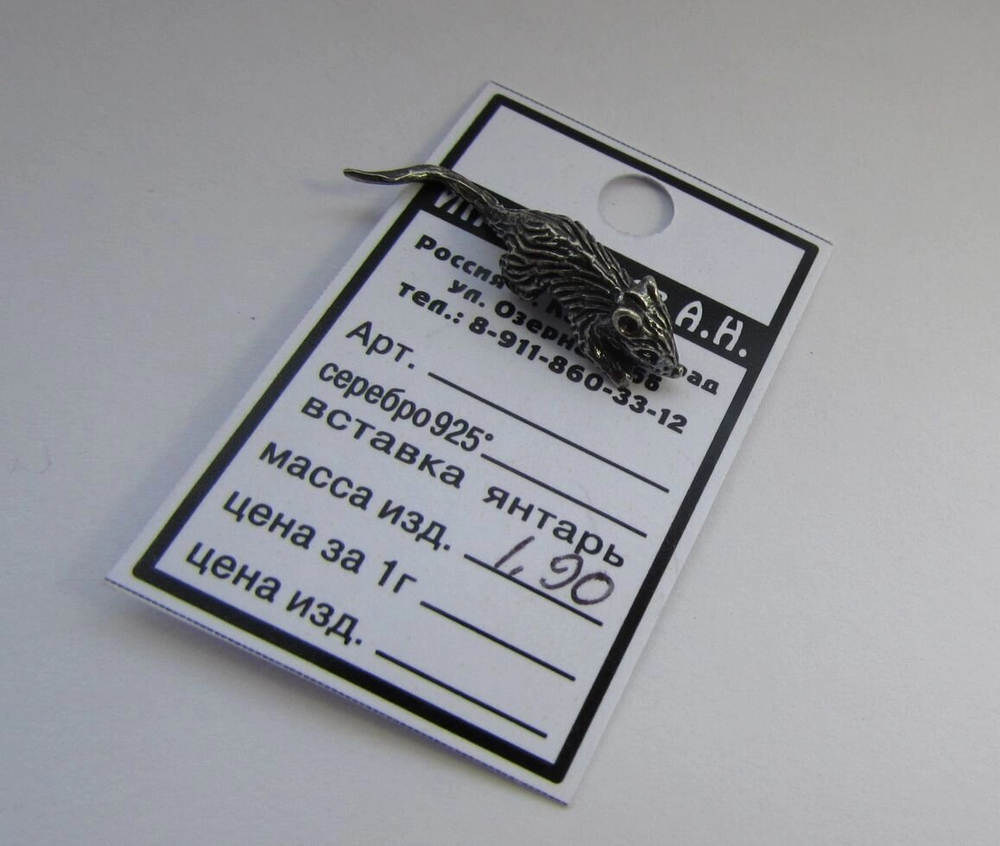 А.Н.
Россия
ул. Озерн
тел.: 8-911-860-33-12
Арт.
серебро 925°
вставка янтарь
масса изд. 1,90
цена за 1г
цена изд.